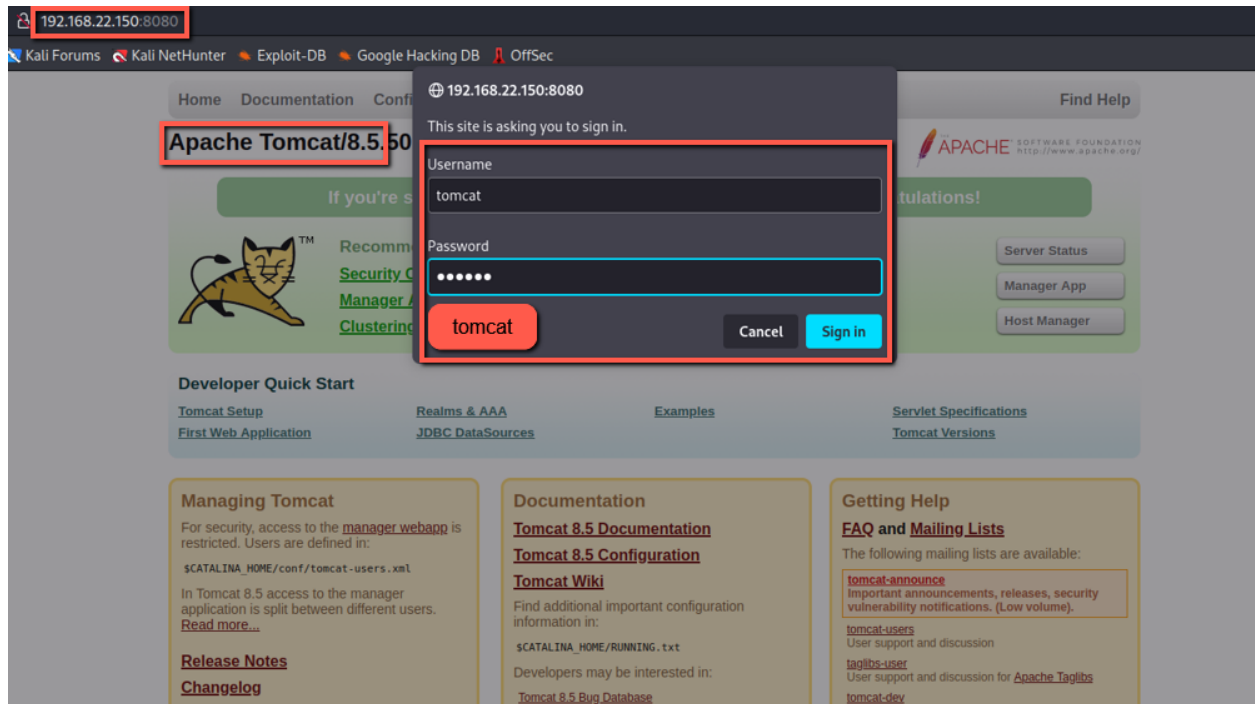 192.168.22.150:8080
Kali Forums Kali NetHunter Exploit-DB Google Hacking DB OffSec
Home Documentation Confi Find Help
192.168.22.150:8080
This site is asking you to sign in.
Apache Tomcat/8.5.50
APACHE SOFTWARE FOUNDATION
http://www.apache.org/
Username
tomcat
If you're s tulations!
TM
Password
••••••
tomcat
Cancel Sign in
Recomm
Security C
Manager A
Clustering
Server Status
Manager App
Host Manager
Developer Quick Start
Tomcat Setup Realms & AAA Examples Servlet Specifications
First Web Application JDBC DataSources Tomcat Versions
Managing Tomcat
For security, access to the manager webapp is
restricted. Users are defined in:
$CATALINA_HOME/conf/tomcat-users.xml
In Tomcat 8.5 access to the manager
application is split between different users.
Read more...
Release Notes
Changelog
Documentation
Tomcat 8.5 Documentation
Tomcat 8.5 Configuration
Tomcat Wiki
Find additional important configuration
information in:
$CATALINA_HOME/RUNNING.txt
Developers may be interested in:
Tomcat 8.5 Bug Database
Getting Help
FAQ and Mailing Lists
The following mailing lists are available:
tomcat-announce
Important announcements, releases, security
vulnerability notifications. (Low volume).
tomcat-users
User support and discussion
taglibs-user
User support and discussion for Apache Taglibs
tomcat-dev